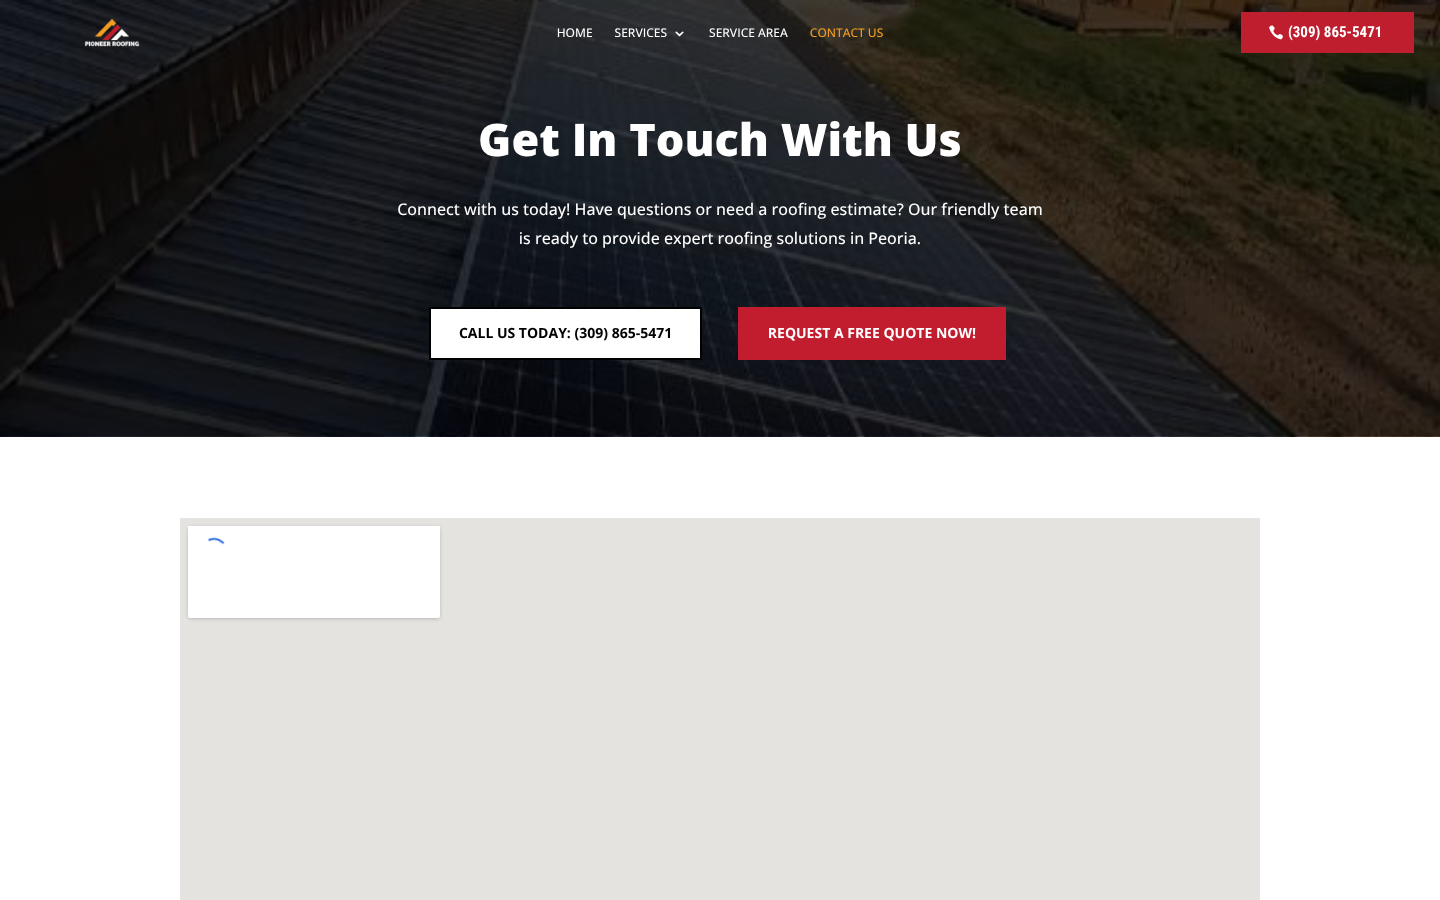 PIONEER ROOFING
HOME
SERVICES
SERVICE AREA
CONTACT US
(309) 865-5471
Get In Touch With Us
Connect with us today! Have questions or need a roofing estimate? Our friendly team
is ready to provide expert roofing solutions in Peoria.
CALL US TODAY: (309) 865-5471
REQUEST A FREE QUOTE NOW!